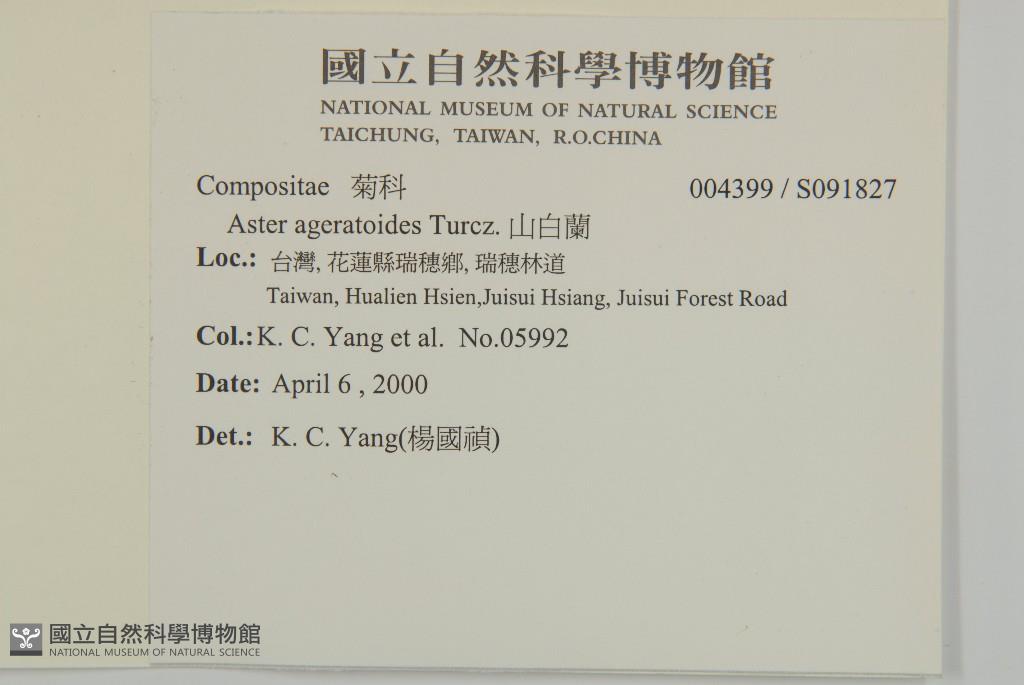 國立自然科學博物館
NATIONAL MUSEUM OF NATURAL SCIENCE
TAICHUNG, TAIWAN, R.O.CHINA
Compositae 菊科 004399 / S091827
Aster ageratoides Turcz. 山白蘭
Loc.: 台灣, 花蓮縣瑞穗鄉, 瑞穗林道
Taiwan, Hualien Hsien,Juisui Hsiang, Juisui Forest Road
Col.:K. C. Yang et al. No.05992
Date: April 6 , 2000
Det.: K. C. Yang(楊國禎)
國立自然科學博物館
NATIONAL MUSEUM OF NATURAL SCIENCE